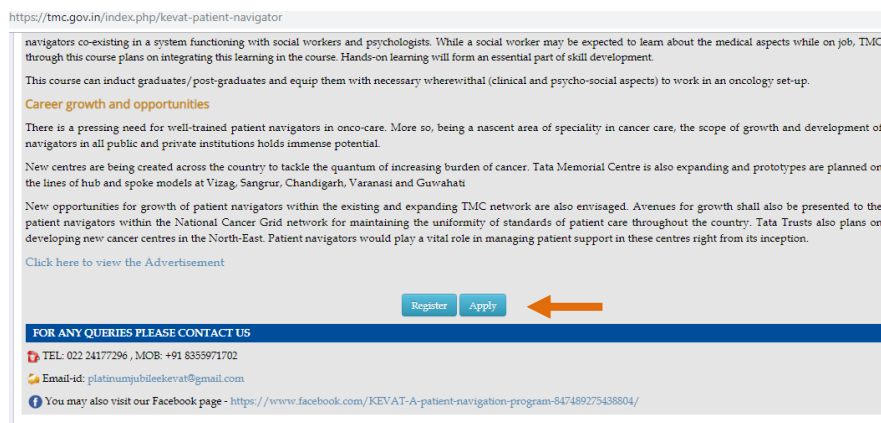 https://tmc.gov.in/index.php/kevat-patient-navigator
navigators co-existing in a system functioning with social workers and psychologists. While a social worker may be expected to learn about the medical aspects while on job, TMC
through this course plans on integrating this learning in the course. Hands-on learning will form an essential part of skill development.
This course can induct graduates/post-graduates and equip them with necessary wherewithal (clinical and psycho-social aspects) to work in an oncology set-up.
Career growth and opportunities
There is a pressing need for well-trained patient navigators in onco-care. More so, being a nascent area of speciality in cancer care, the scope of growth and development of
navigators in all public and private institutions holds immense potential.
New centres are being created across the country to tackle the quantum of increasing burden of cancer. Tata Memorial Centre is also expanding and prototypes are planned on
the lines of hub and spoke models at Vizag, Sangrur, Chandigarh, Varanasi and Guwahati
New opportunities for growth of patient navigators within the existing and expanding TMC network are also envisaged. Avenues for growth shall also be presented to the
patient navigators within the National Cancer Grid network for maintaining the uniformity of standards of patient care throughout the country. Tata Trusts also plans on
developing new cancer centres in the North-East. Patient navigators would play a vital role in managing patient support in these centres right from its inception.
Click here to view the Advertisement
Register Apply
FOR ANY QUERIES PLEASE CONTACT US
TEL: 022 24177296 , MOB: +91 8355971702
Email-id: platinumjubileekevat@gmail.com
You may also visit our Facebook page - https://www.facebook.com/KEVAT-A-patient-navigation-program-847489275438804/